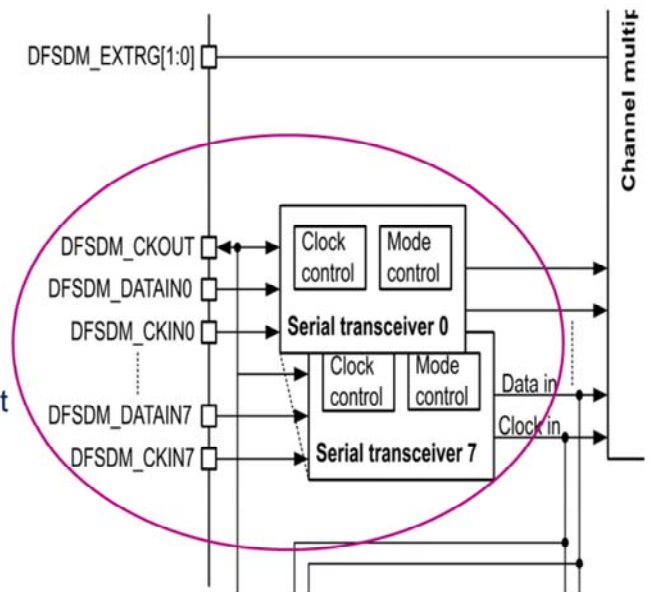 DFSDM_EXTRG[1:0]
Channel multip
DFSDM_CKOUT
Clock control
Mode control
DFSDM_DATAIN0
DFSDM_CKIN0
Serial transceiver 0
Clock control
Mode control
Data in
t
DFSDM_DATAIN7
Clock in
DFSDM_CKIN7
Serial transceiver 7